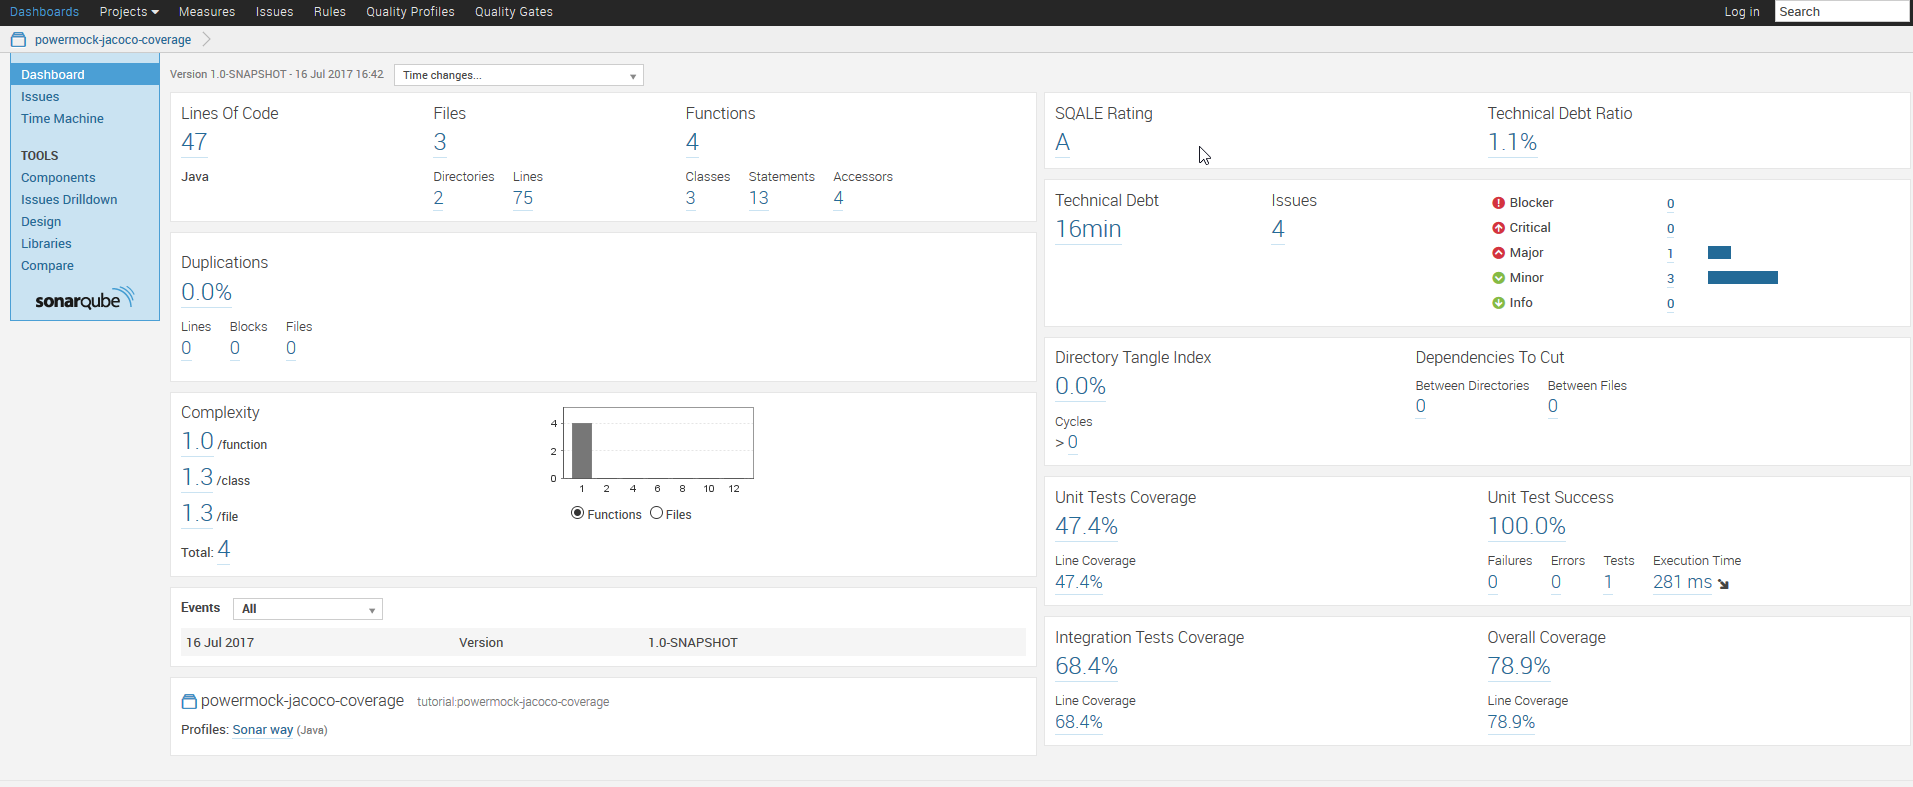 Dashboards Projects Measures Issues Rules Quality Profiles Quality Gates Log in Search
powermock-jacoco-coverage
Dashboard
Issues
Time Machine
TOOLS
Components
Issues Drilldown
Design
Libraries
Compare
sonarqube
Version 1.0-SNAPSHOT - 16 Jul 2017 16:42 Time changes...
Lines Of Code Files Functions
47 3 4
Java Directories Lines Classes Statements Accessors
2 75 3 13 4
Duplications
0.0%
Lines Blocks Files
0 0 0
Complexity
1.0 /function
1.3 /class
1.3 /file
Total: 4
4
2
0
1 2 4 6 8 10 12
Functions Files
Events All
16 Jul 2017 Version 1.0-SNAPSHOT
powermock-jacoco-coverage tutorial:powermock-jacoco-coverage
Profiles: Sonar way (Java)
SQALE Rating Technical Debt Ratio
A 1.1%
Technical Debt Issues
16min 4
Blocker 0
Critical 0
Major 1
Minor 3
Info 0
Directory Tangle Index Dependencies To Cut
0.0% Between Directories Between Files
0 0
Cycles
> 0
Unit Tests Coverage Unit Test Success
47.4% 100.0%
Line Coverage Failures Errors Tests Execution Time
47.4% 0 0 1 281 ms
Integration Tests Coverage Overall Coverage
68.4% 78.9%
Line Coverage Line Coverage
68.4% 78.9%